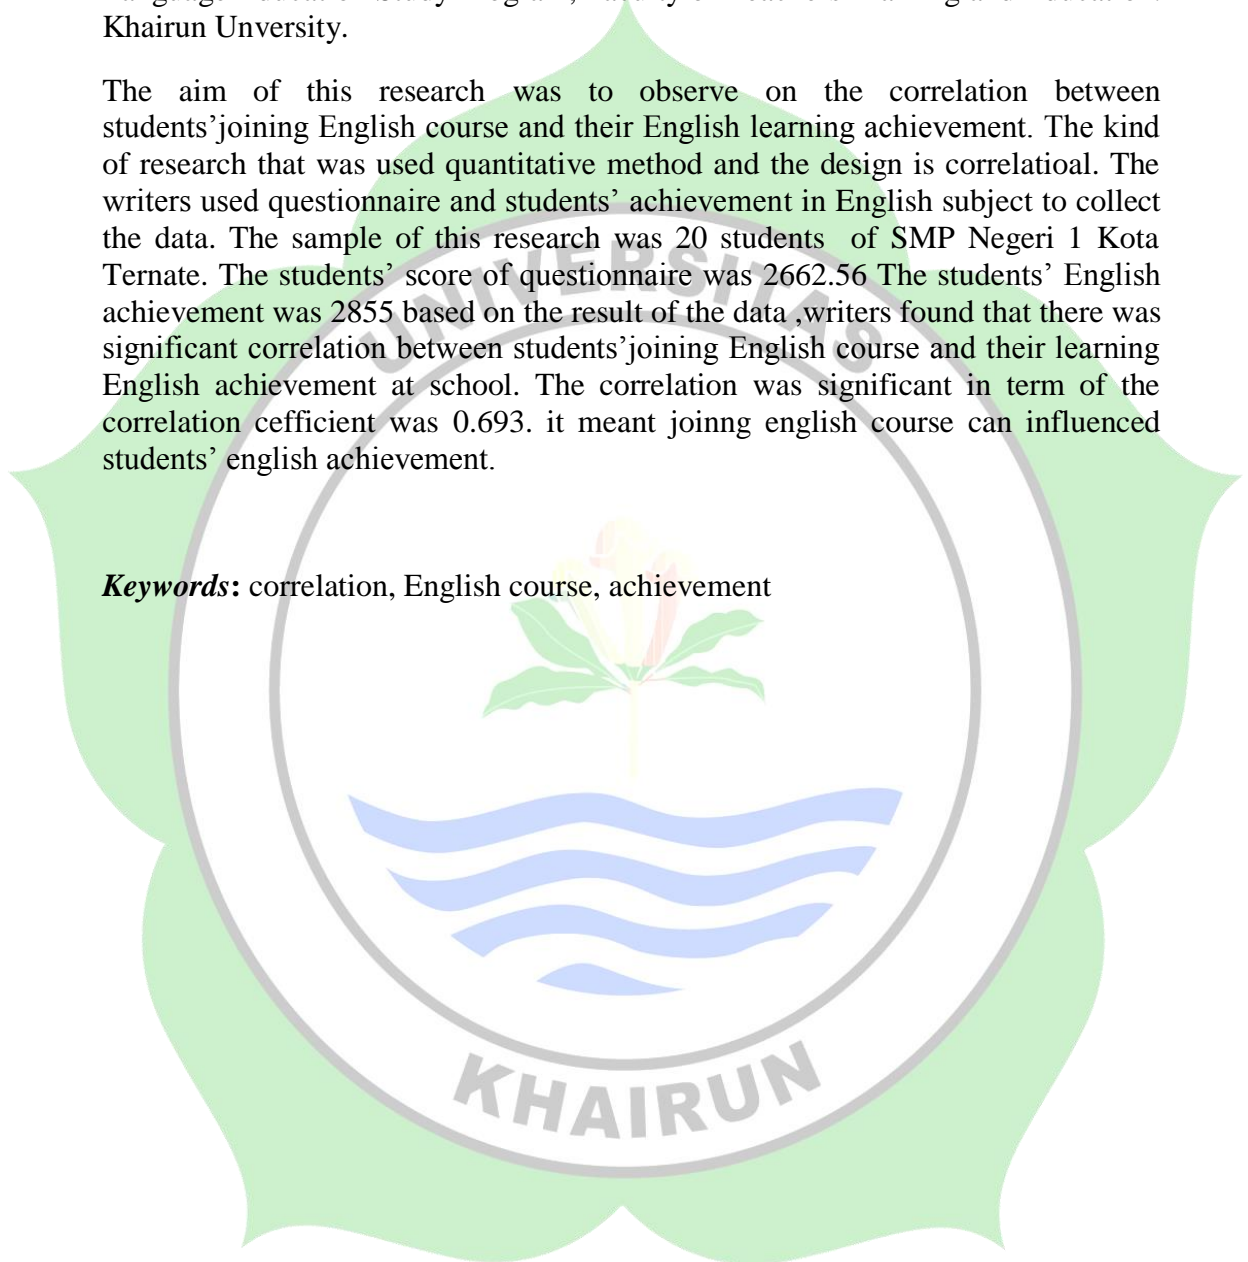 Khairun Unversity.
The aim of this research was to observe on the correlation between
students’joining English course and their English learning achievement. The kind
of research that was used quantitative method and the design is correlatioal. The
writers used questionnaire and students’ achievement in English subject to collect
the data. The sample of this research was 20 students of SMP Negeri 1 Kota
Ternate. The students’ score of questionnaire was 2662.56 The students’ English
achievement was 2855 based on the result of the data ,writers found that there was
significant correlation between students’joining English course and their learning
English achievement at school. The correlation was significant in term of the
correlation cefficient was 0.693. it meant joinng english course can influenced
students’ english achievement.
Keywords: correlation, English course, achievement
UNIVERSITAS
KHAIRUN